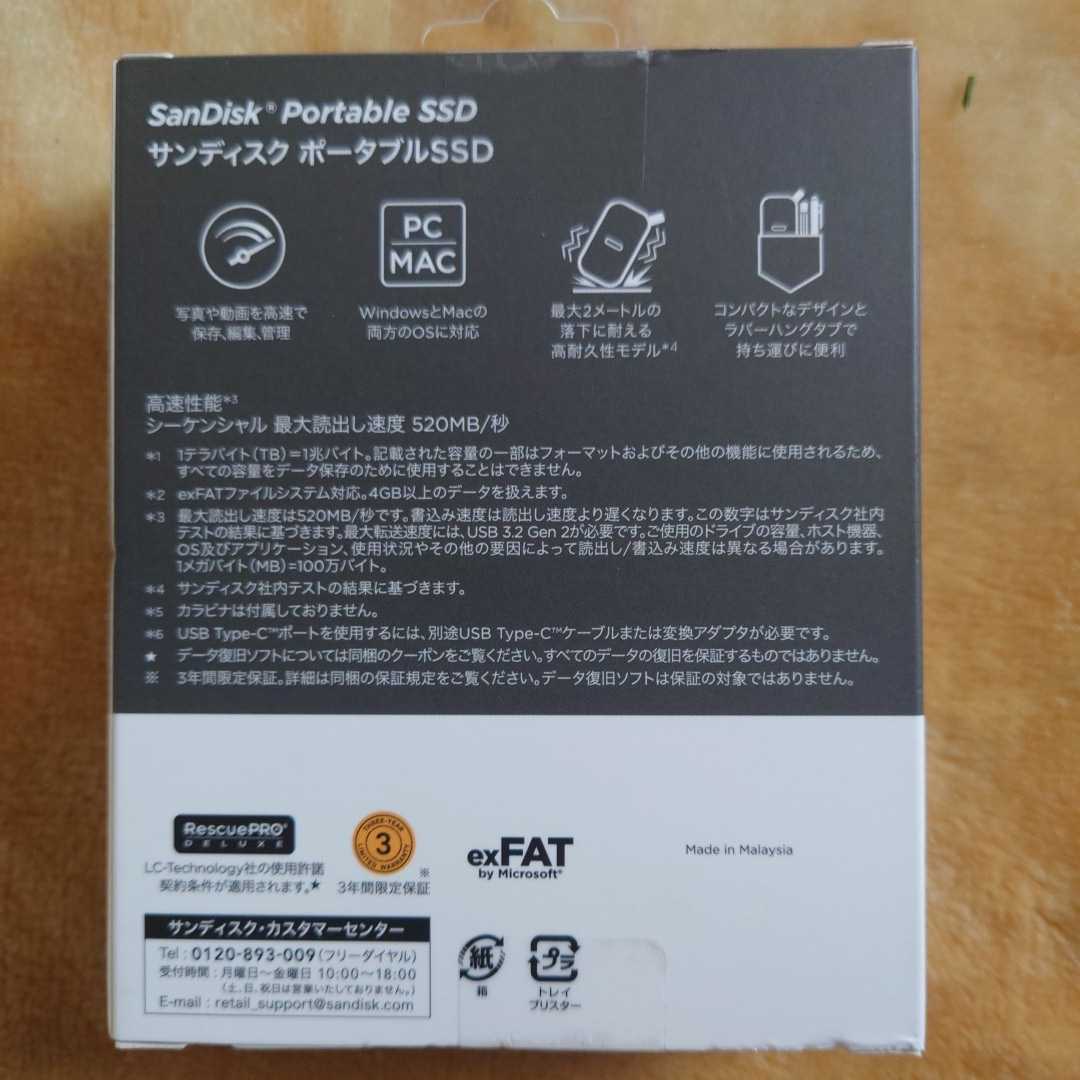 SanDisk® Portable SSD
サンディスク ポータブルSSD
PC
MAC
写真や動画を高速で
保存、編集、管理
WindowsとMacの
両方のOSに対応
最大2メートルの
落下に耐える
高耐久性モデル*4
コンパクトなデザインと
ラバーハングタブで
持ち運びに便利
高速性能*3
シーケンシャル 最大読出し速度 520MB/秒
*1 1テラバイト(TB)=1兆バイト。記載された容量の一部はフォーマットおよびその他の機能に使用されるため、
すべての容量をデータ保存のために使用することはできません。
*2 exFATファイルシステム対応。4GB以上のデータを扱えます。
*3 最大読出し速度は520MB/秒です。書込み速度は読出し速度より遅くなります。この数字はサンディスク社内
テストの結果に基づきます。最大転送速度には、USB 3.2 Gen 2が必要です。ご使用のドライブの容量、ホスト機器、
OS及びアプリケーション、使用状況やその他の要因によって読出し/書込み速度は異なる場合があります。
1メガバイト(MB)=100万バイト。
*4 サンディスク社内テストの結果に基づきます。
*5 カラビナは付属しておりません。
*6 USB Type-C™ポートを使用するには、別途USB Type-C™ケーブルまたは変換アダプタが必要です。
★ データ復旧ソフトについては同梱のクーポンをご覧ください。すべてのデータの復旧を保証するものではありません。
※ 3年間限定保証。詳細は同梱の保証規定をご覧ください。データ復旧ソフトは保証の対象ではありません。
RescuePRO®
DELUXE
LC-Technology社の使用許諾
契約条件が適用されます。★
THREE-YEAR
3
LIMITED WARRANTY
※
3年間限定保証
exFAT
by Microsoft®
Made in Malaysia
サンディスク・カスタマーセンター
Tel : 0120-893-009(フリーダイヤル)
受付時間 : 月曜日～金曜日 10:00～18:00
(土、日、祝日は営業いたしておりません。)
E-mail : retail_support@sandisk.com
紙
箱
プラ
トレイ
ブリスター